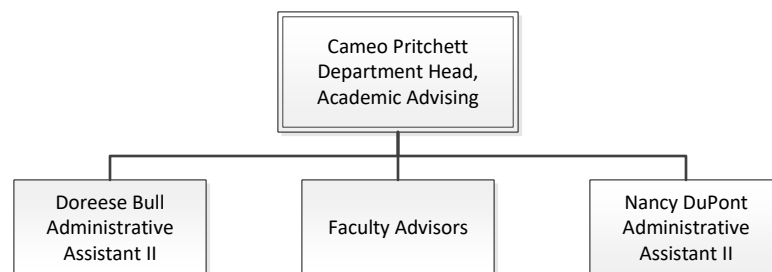 Cameo Pritchett
Department Head,
Academic Advising
Doreese Bull
Administrative
Assistant II
Faculty Advisors
Nancy DuPont
Administrative
Assistant II